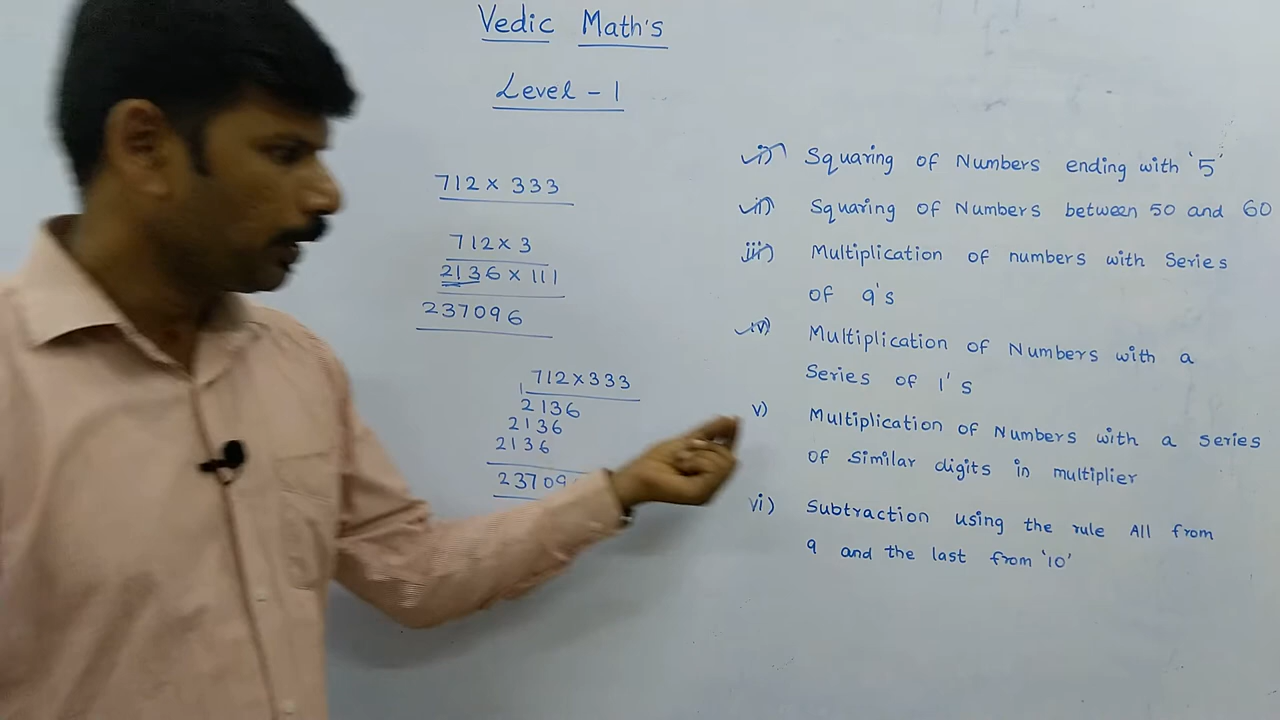 Vedic Math's
Level - 1
712 x 333
712 x 3
2136 x 111
237096
712 x 333
1
2136
2136
2136
23709
i) Squaring of Numbers ending with '5'
ii) Squaring of Numbers between 50 and 60
iii) Multiplication of numbers with Series
of 9's
iv) Multiplication of Numbers with a
Series of 1's
v) Multiplication of Numbers with a series
of similar digits in multiplier
vi) Subtraction using the rule All from
9 and the last from '10'